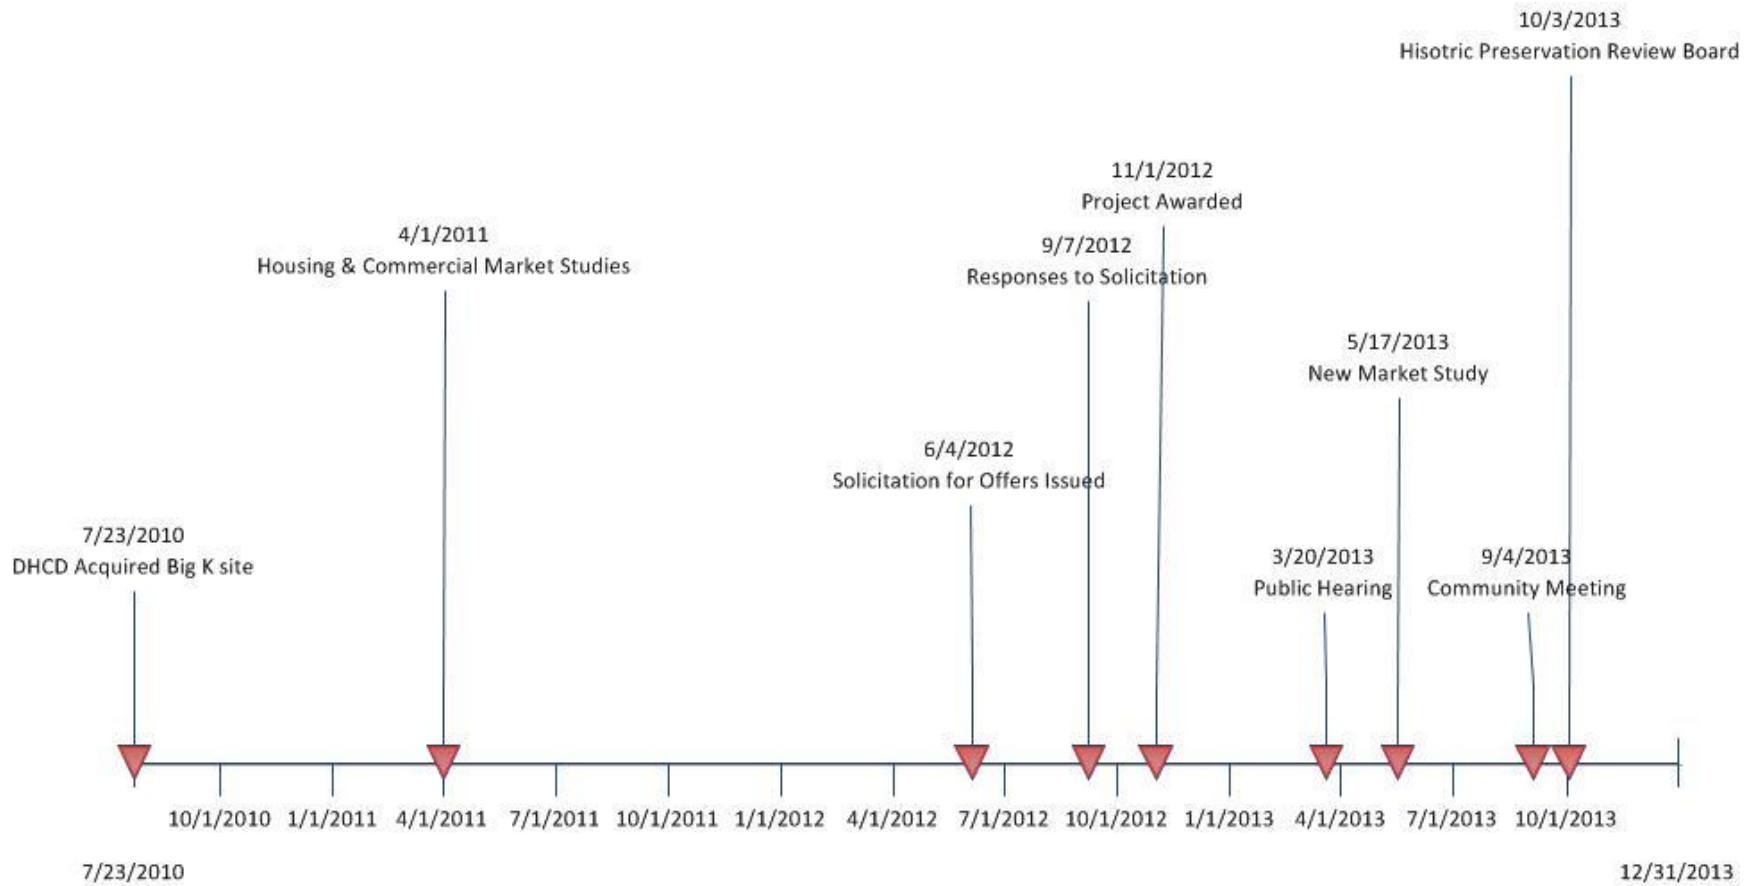 10/3/2013
Hisotric Preservation Review Board
11/1/2012
Project Awarded
4/1/2011
Housing & Commercial Market Studies
9/7/2012
Responses to Solicitation
5/17/2013
New Market Study
6/4/2012
Solicitation for Offers Issued
7/23/2010
DHCD Acquired Big K site
3/20/2013
Public Hearing
9/4/2013
Community Meeting
10/1/2010 1/1/2011 4/1/2011 7/1/2011 10/1/2011 1/1/2012 4/1/2012 7/1/2012 10/1/2012 1/1/2013 4/1/2013 7/1/2013 10/1/2013
7/23/2010 12/31/2013